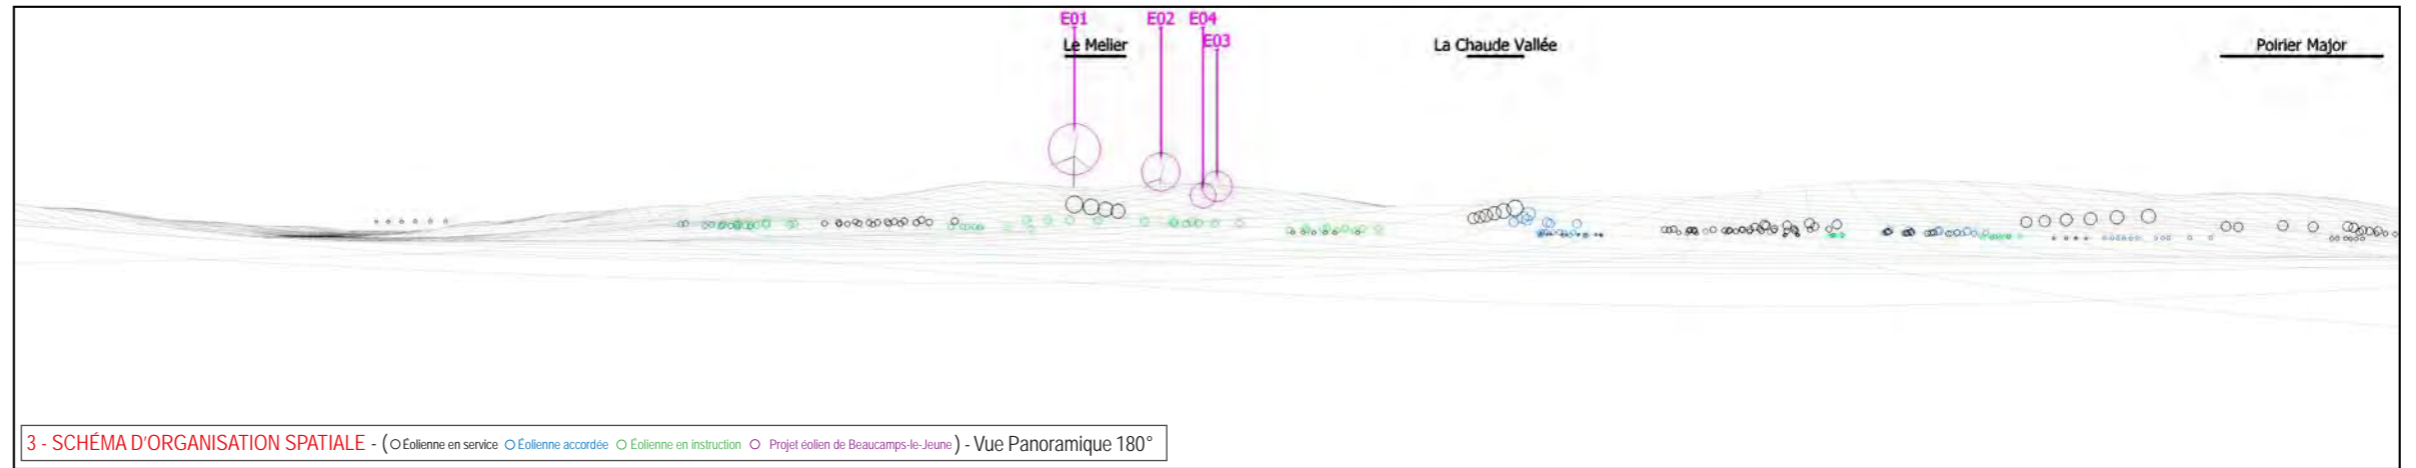 E01 E02 E04
E03
Le Melier La Chaude Vallée Poirier Major
3 - SCHÉMA D'ORGANISATION SPATIALE - (O Éolienne en service O Éolienne accordée O Éolienne en instruction O Projet éolien de Beaucamps-le-Jeune) - Vue Panoramique 180°